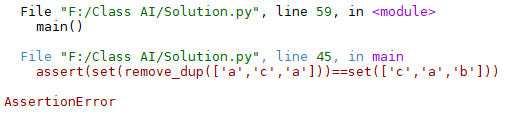 File "F:/Class AI/Solution.py", line 59, in <module>
main()
File "F:/Class AI/Solution.py", line 45, in main
assert(set(remove_dup(['a','c','a']))==set(['c','a','b']))
AssertionError